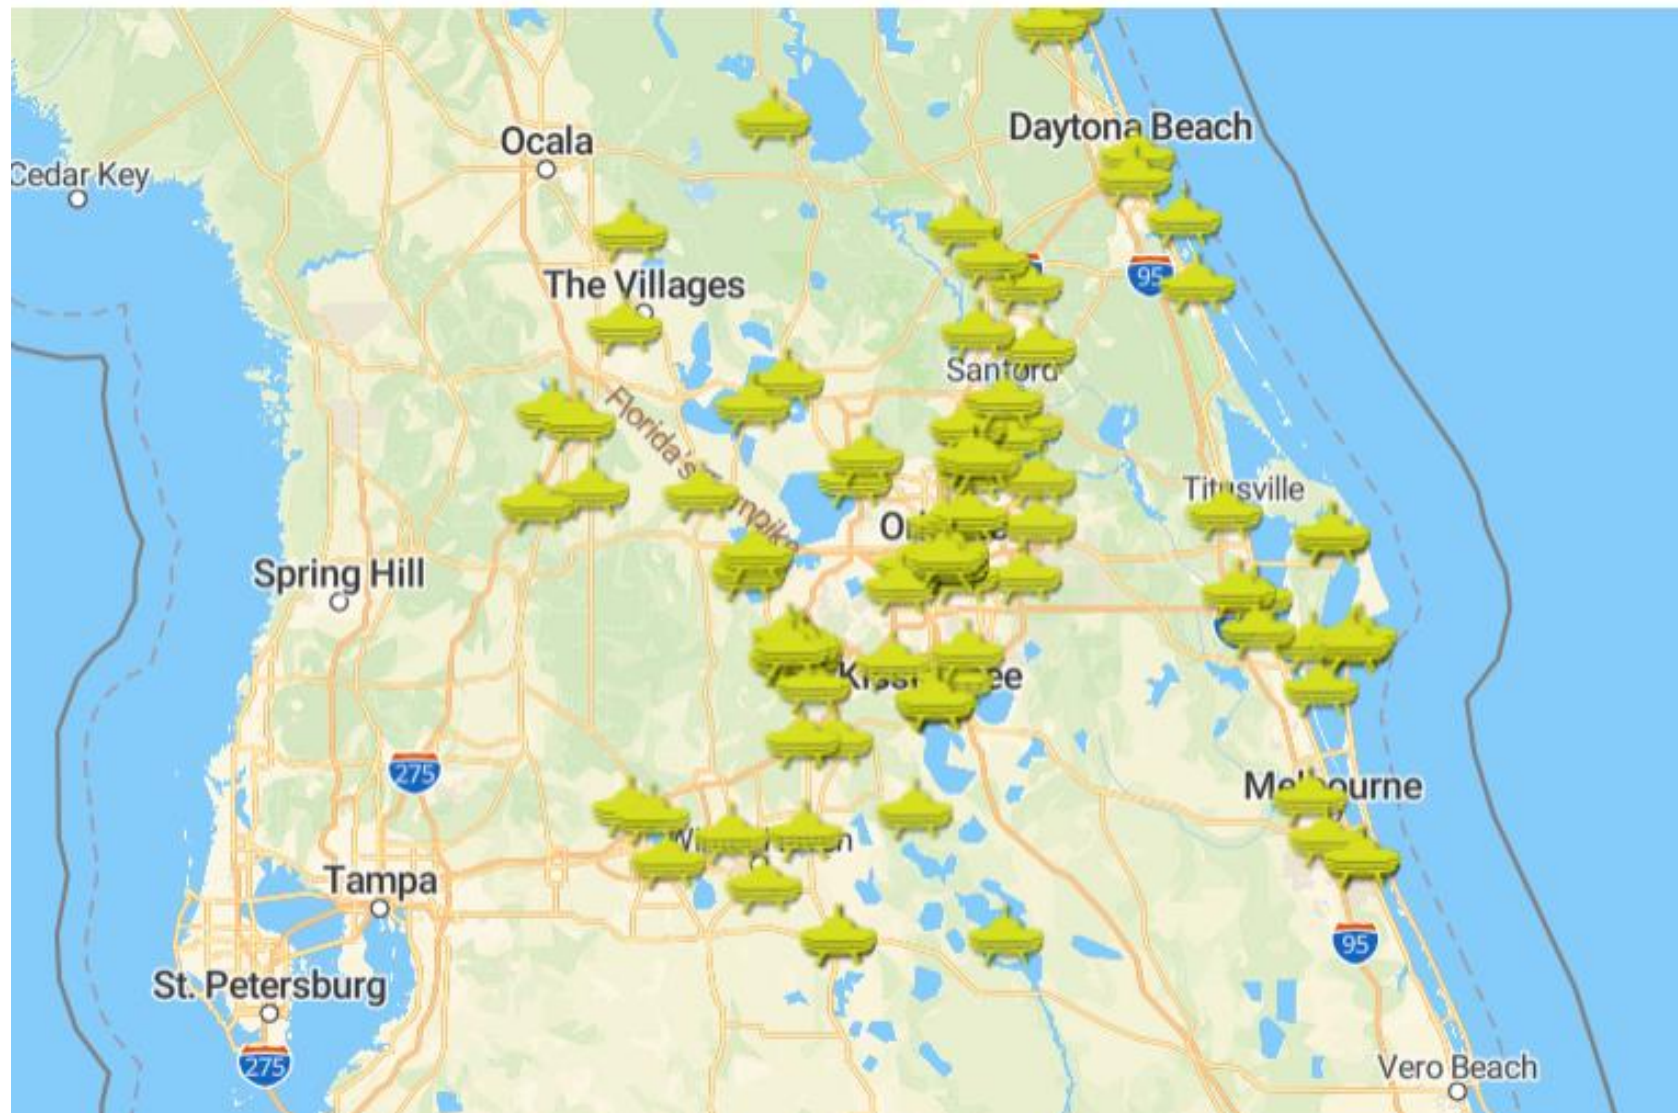 Daytona Beach
Ocala
Cedar Key
95
The Villages
Sanford
Florida's
Titusville
Spring Hill
275
Melbourne
Tampa
95
St. Petersburg
275
Vero Beach